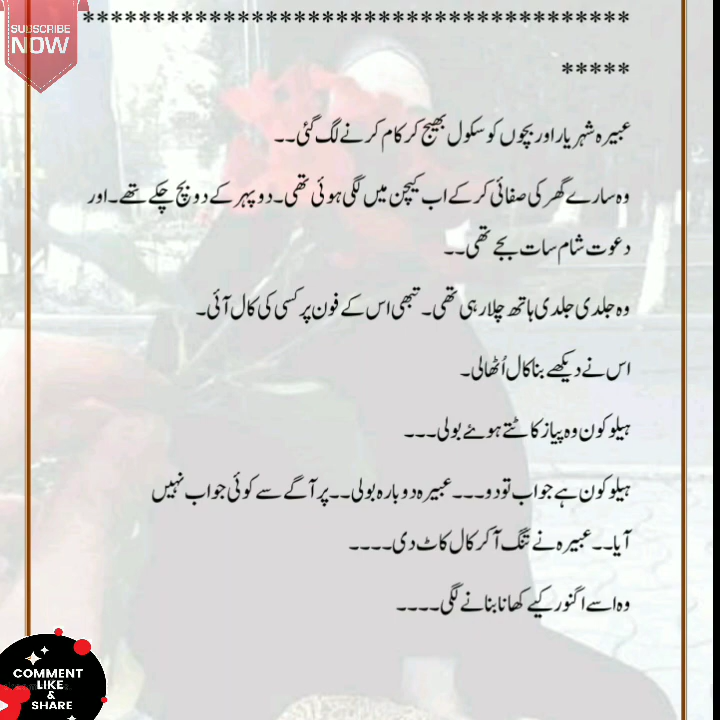 SUBSCRIBE
NOW
***************************************
*****
عبیرہ شہریار اور بچوں کو سکول بھیج کر کام کرنے لگ گئی۔۔
وہ سارے گھر کی صفائی کر کے اب کیچن میں لگی ہوئی تھی۔ دوپہر کے دو بج چکے تھے۔ اور
دعوت شام سات بجے تھی۔۔
وہ جلدی جلدی ہاتھ چلا رہی تھی۔ تبھی اس کے فون پر کسی کی کال آئی۔
اس نے دیکھے بنا کال اُٹھالی۔
ہیلو کون وہ پیاز کاٹتے ہوئے بولی۔۔۔
ہیلو کون ہے جواب تو دو۔۔۔ عبیرہ دوبارہ بولی۔۔ پر آگے سے کوئی جواب نہیں
آیا۔۔ عبیرہ نے تنگ آکر کال کاٹ دی۔۔۔۔
وہ اسے اگنور کیے کھانا بنانے لگی۔۔۔۔
COMMENT
LIKE
&
SHARE